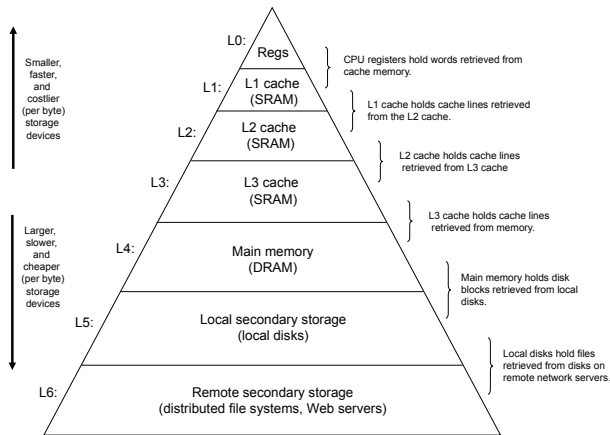 L0:
Regs
CPU registers hold words retrieved from
cache memory.
Smaller,
faster,
and
costlier
(per byte)
storage
devices
L1:
L1 cache
(SRAM)
L1 cache holds cache lines retrieved
from the L2 cache.
L2:
L2 cache
(SRAM)
L2 cache holds cache lines
retrieved from L3 cache
L3:
L3 cache
(SRAM)
L3 cache holds cache lines
retrieved from memory.
Larger,
slower,
and
cheaper
(per byte)
storage
devices
L4:
Main memory
(DRAM)
Main memory holds disk
blocks retrieved from local
disks.
L5:
Local secondary storage
(local disks)
Local disks hold files
retrieved from disks on
remote network servers.
L6:
Remote secondary storage
(distributed file systems, Web servers)